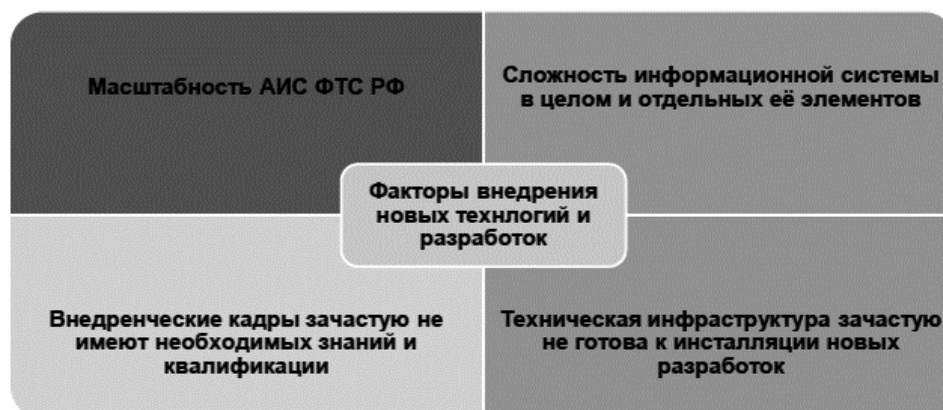 Масштабность АИС ФТС РФ
Сложность информационной системы
в целом и отдельных её элементов
Факторы внедрения
новых технлогий и
разработок
Внедренческие кадры зачастую не
имеют необходимых знаний и
квалификации
Техническая инфраструктура зачастую
не готова к инсталляции новых
разработок